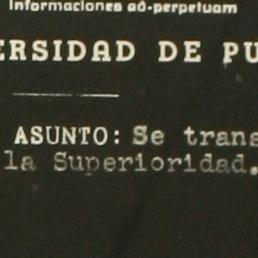 Informaciones ad-perpetuam
ERSIDAD DE PU
ASUNTO: Se trans
la Superioridad.